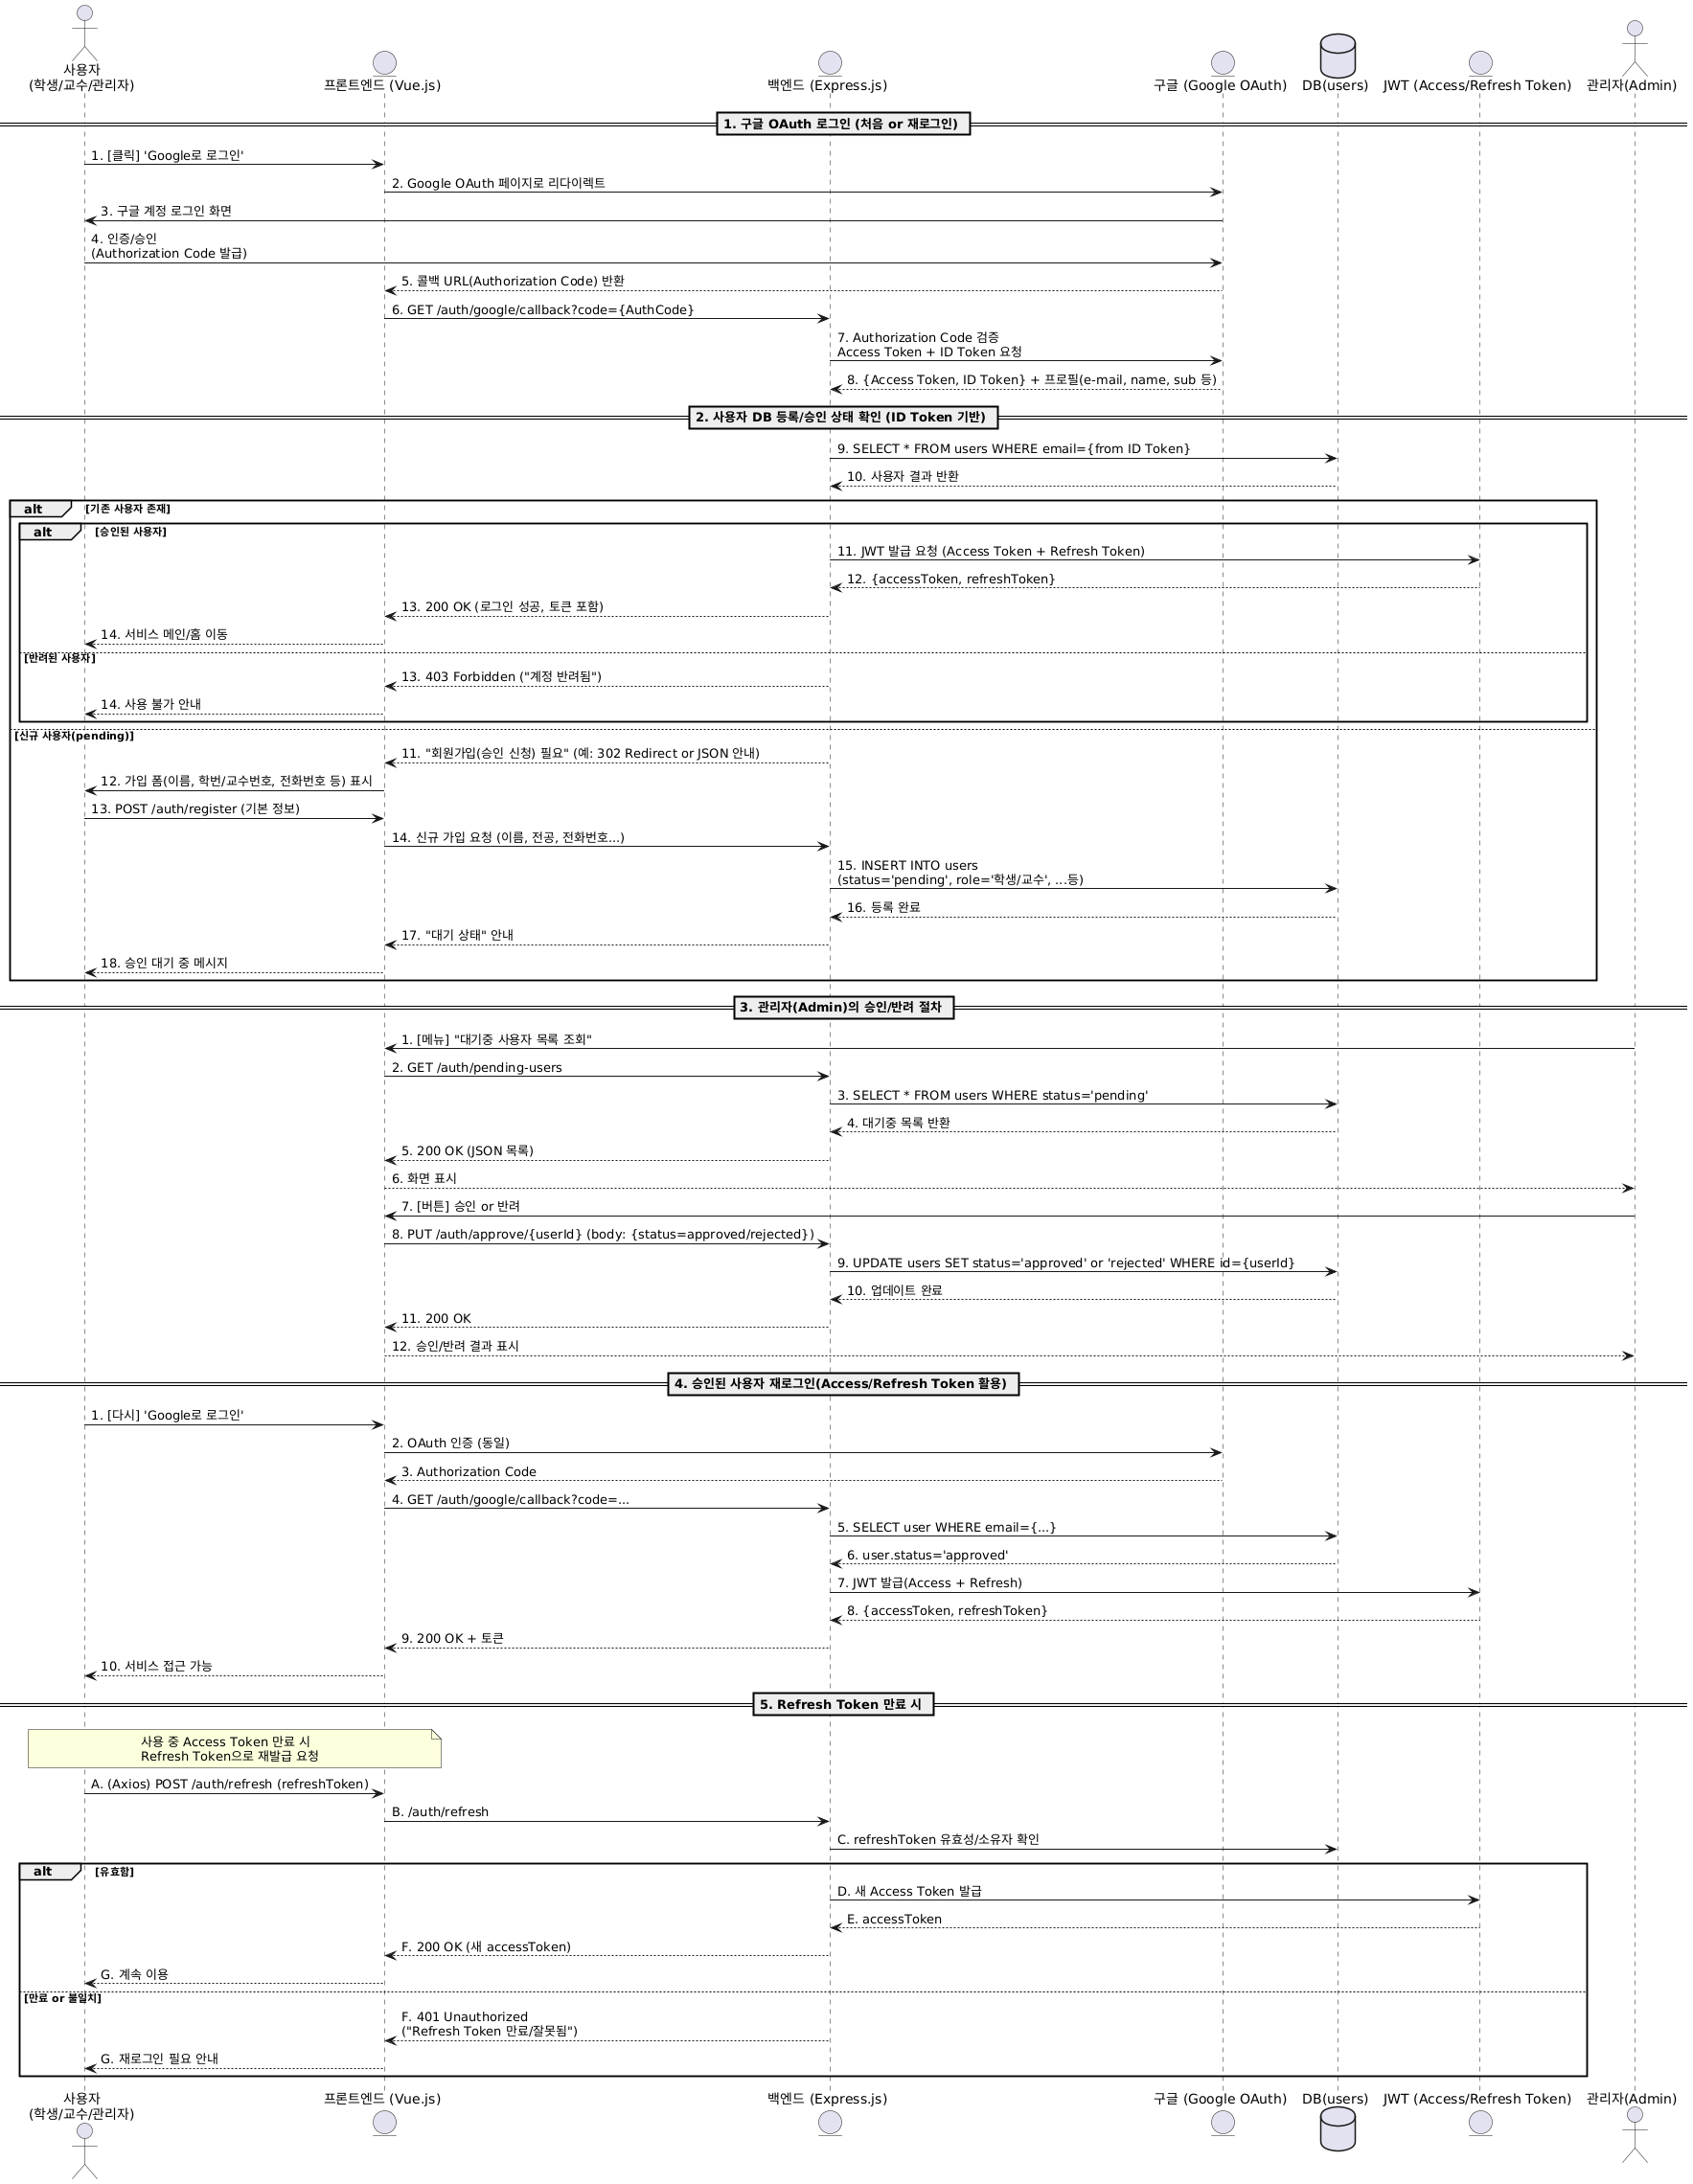 사용자
(학생/교수/관리자)
프론트엔드 (Vue.js)
백엔드 (Express.js)
구글 (Google OAuth)
DB(users)
JWT (Access/Refresh Token)
관리자(Admin)
1. 구글 OAuth 로그인 (처음 or 재로그인)
1. [클릭] 'Google로 로그인'
2. Google OAuth 페이지로 리다이렉트
3. 구글 계정 로그인 화면
4. 인증/승인
(Authorization Code 발급)
5. 콜백 URL(Authorization Code) 반환
6. GET /auth/google/callback?code={AuthCode}
7. Authorization Code 검증
Access Token + ID Token 요청
8. {Access Token, ID Token} + 프로필(e-mail, name, sub 등)
2. 사용자 DB 등록/승인 상태 확인 (ID Token 기반)
9. SELECT * FROM users WHERE email={from ID Token}
10. 사용자 결과 반환
alt [기존 사용자 존재]
alt [승인된 사용자]
11. JWT 발급 요청 (Access Token + Refresh Token)
12. {accessToken, refreshToken}
13. 200 OK (로그인 성공, 토큰 포함)
14. 서비스 메인/홈 이동
[반려된 사용자]
13. 403 Forbidden ("계정 반려됨")
14. 사용 불가 안내
[신규 사용자(pending)]
11. "회원가입(승인 신청) 필요" (예: 302 Redirect or JSON 안내)
12. 가입 폼(이름, 학번/교수번호, 전화번호 등) 표시
13. POST /auth/register (기본 정보)
14. 신규 가입 요청 (이름, 전공, 전화번호...)
15. INSERT INTO users
(status='pending', role='학생/교수', ...등)
16. 등록 완료
17. "대기 상태" 안내
18. 승인 대기 중 메시지
3. 관리자(Admin)의 승인/반려 절차
1. [메뉴] "대기중 사용자 목록 조회"
2. GET /auth/pending-users
3. SELECT * FROM users WHERE status='pending'
4. 대기중 목록 반환
5. 200 OK (JSON 목록)
6. 화면 표시
7. [버튼] 승인 or 반려
8. PUT /auth/approve/{userId} (body: {status=approved/rejected})
9. UPDATE users SET status='approved' or 'rejected' WHERE id={userId}
10. 업데이트 완료
11. 200 OK
12. 승인/반려 결과 표시
4. 승인된 사용자 재로그인(Access/Refresh Token 활용)
1. [다시] 'Google로 로그인'
2. OAuth 인증 (동일)
3. Authorization Code
4. GET /auth/google/callback?code=...
5. SELECT user WHERE email={...}
6. user.status='approved'
7. JWT 발급(Access + Refresh)
8. {accessToken, refreshToken}
9. 200 OK + 토큰
10. 서비스 접근 가능
5. Refresh Token 만료 시
사용 중 Access Token 만료 시
Refresh Token으로 재발급 요청
A. (Axios) POST /auth/refresh (refreshToken)
B. /auth/refresh
C. refreshToken 유효성/소유자 확인
alt [유효함]
D. 새 Access Token 발급
E. accessToken
F. 200 OK (새 accessToken)
G. 계속 이용
[만료 or 불일치]
F. 401 Unauthorized
("Refresh Token 만료/잘못됨")
G. 재로그인 필요 안내
사용자
(학생/교수/관리자)
프론트엔드 (Vue.js)
백엔드 (Express.js)
구글 (Google OAuth)
DB(users)
JWT (Access/Refresh Token)
관리자(Admin)